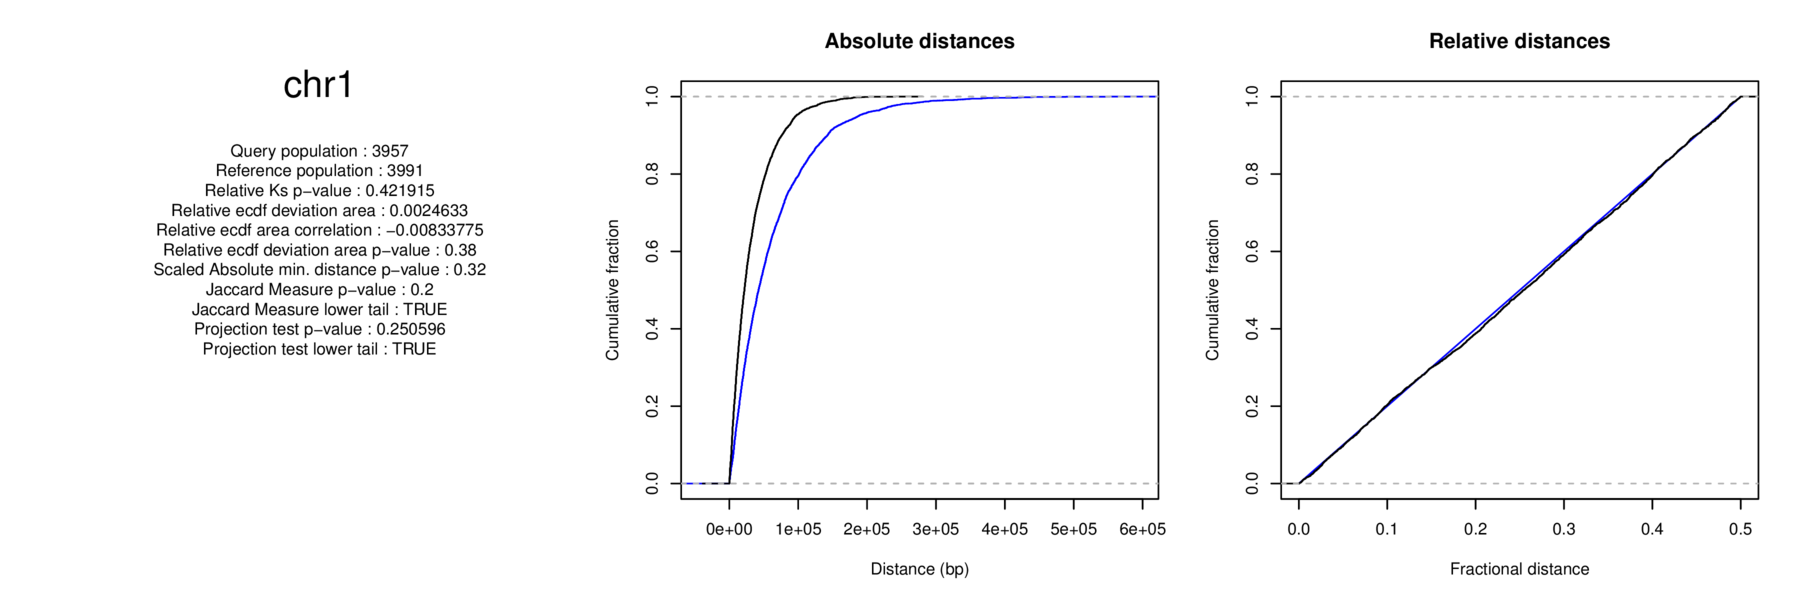 chr1
Query population : 3957
Reference population : 3991
Relative Ks p−value : 0.421915
Relative ecdf deviation area : 0.0024633
Relative ecdf area correlation : −0.00833775
Relative ecdf deviation area p−value : 0.38
Scaled Absolute min. distance p−value : 0.32
Jaccard Measure p−value : 0.2
Jaccard Measure lower tail : TRUE
Projection test p−value : 0.250596
Projection test lower tail : TRUE
Absolute distances
Cumulative fraction
1.0
0.8
0.6
0.4
0.2
0.0
0e+00 1e+05 2e+05 3e+05 4e+05 5e+05 6e+05
Distance (bp)
Relative distances
Cumulative fraction
1.0
0.8
0.6
0.4
0.2
0.0
0.0 0.1 0.2 0.3 0.4 0.5
Fractional distance